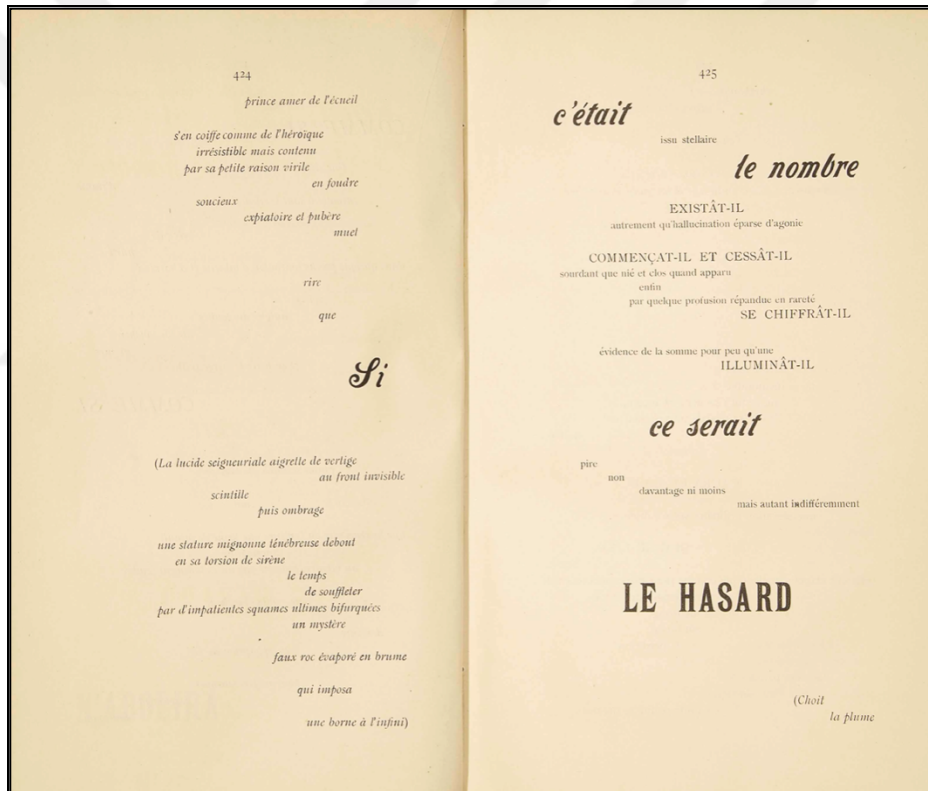 424
prince amer de l'écueil
s'en coiffe comme de l'héroïque
irrésistible mais contenu
par sa petite raison virile
en foudre
soucieux
expiatoire et pubère
muet
rire
que
Si
(La lucide seigneuriale aigrette de vertige
au front invisible
scintille
puis ombrage
une stature mignonne ténébreuse debout
en sa torsion de sirène
le temps
de souffleter
par d'impatientes squames ultimes bifurquées
un mystère
faux roc évaporé en brume
qui imposa
une borne à l'infini)
425
c'était
issu stellaire
le nombre
EXISTÂT-IL
autrement qu'hallucination éparse d'agonie
COMMENÇAT-IL ET CESSÂT-IL
sourdant que nié et clos quand apparu
enfin
par quelque profusion répandue en rareté
SE CHIFFRÂT-IL
évidence de la somme pour peu qu'une
ILLUMINÂT-IL
ce serait
pire
non
davantage ni moins
mais autant indifféremment
LE HASARD
(Choit
la plume